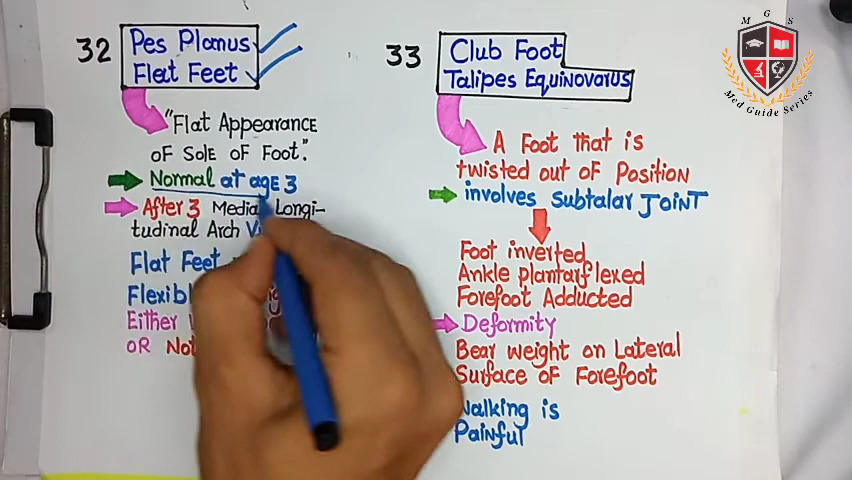 32
Pes Planus
Flat Feet
"Flat Appearance
of Sole of Foot".
Normal at age 3
After 3 Medial Longi-
tudinal Arch
Flat Feet
Flexible
Either
OR Not
33
Club Foot
Talipes Equinovarus
A Foot That is
twisted out of Position
involves Subtalar Joint
Foot inverted
Ankle plantarflexed
Forefoot Adducted
Deformity
Bear weight on Lateral
Surface of Forefoot
Walking is
Painful
M G S
Med Guide Series